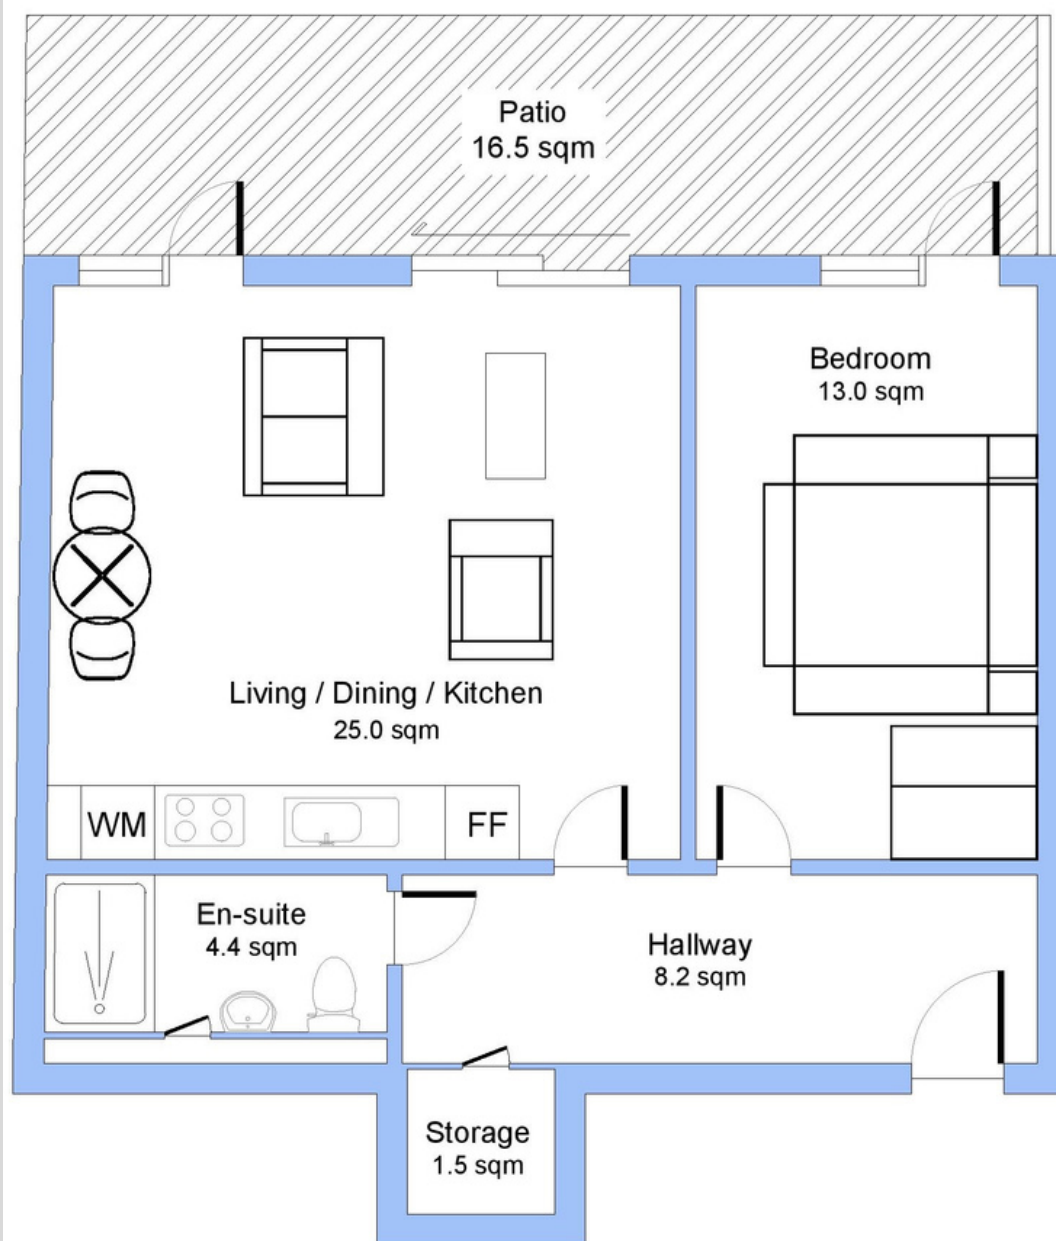 Patio
16.5 sqm
Bedroom
13.0 sqm
Living / Dining / Kitchen
25.0 sqm
WM
FF
En-suite
4.4 sqm
Hallway
8.2 sqm
Storage
1.5 sqm